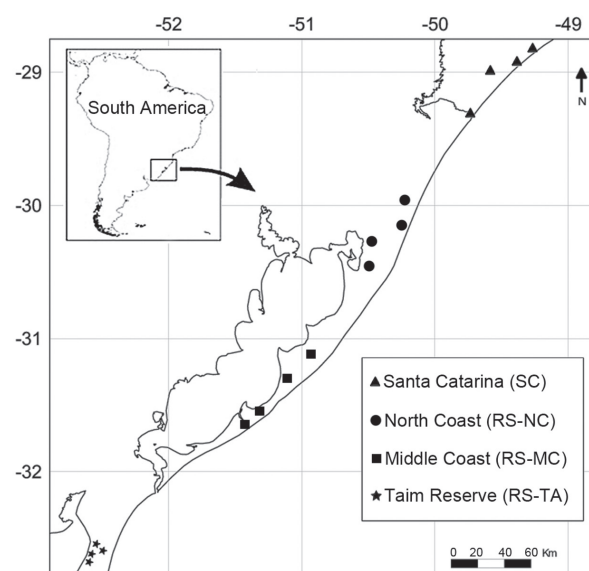 -52 -51 -50 -49
-29
-30
-31
-32
South America
N
Santa Catarina (SC)
North Coast (RS-NC)
Middle Coast (RS-MC)
Taim Reserve (RS-TA)
0 20 40 60 Km